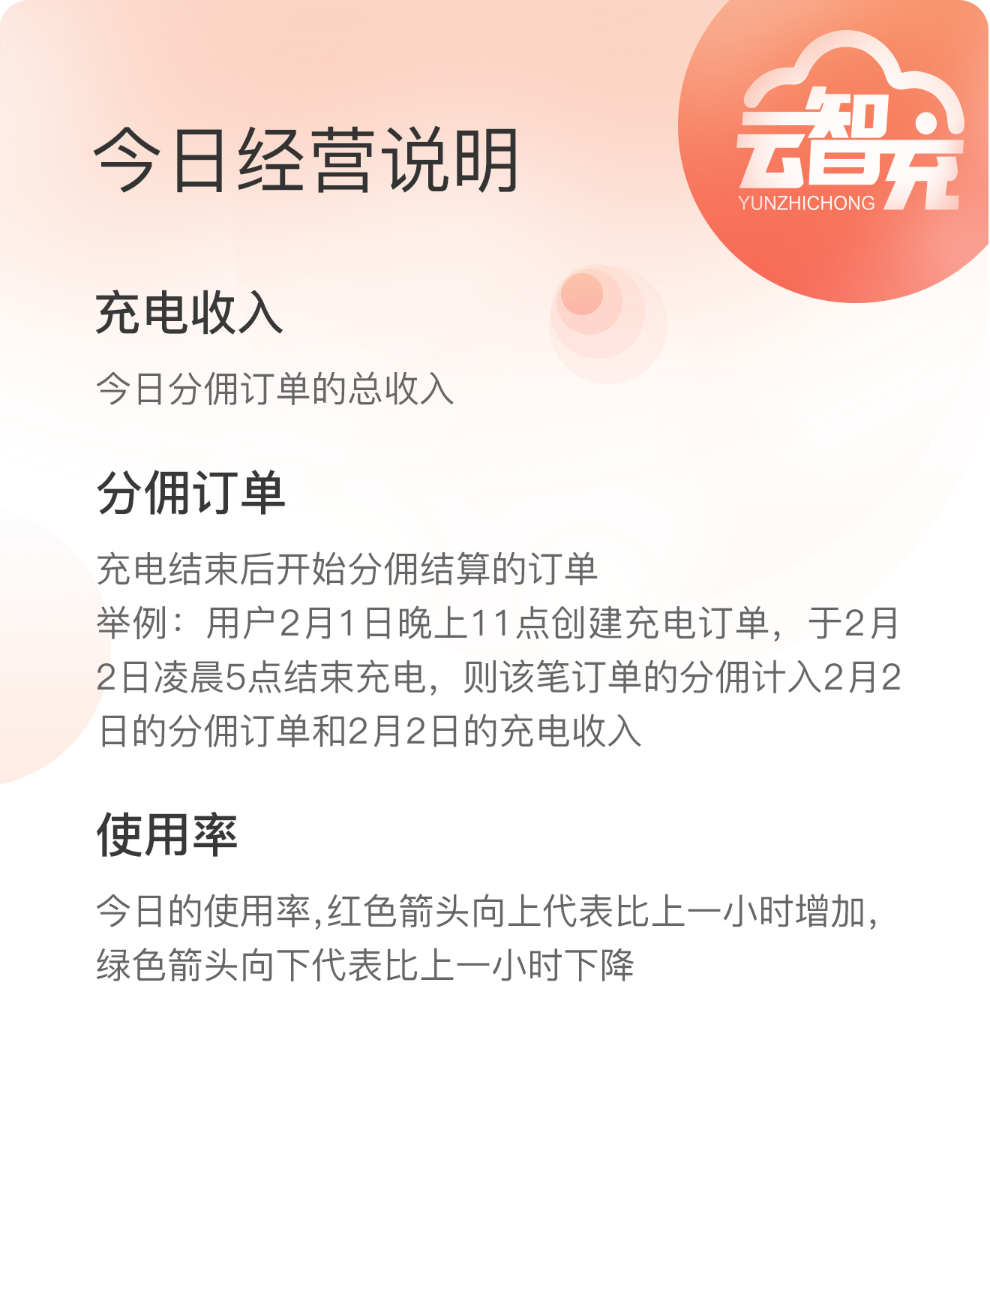 云智充
YUNZHICHONG
今日经营说明
充电收入
今日分佣订单的总收入
分佣订单
充电结束后开始分佣结算的订单
举例：用户2月1日晚上11点创建充电订单，于2月
2日凌晨5点结束充电，则该笔订单的分佣计入2月2
日的分佣订单和2月2日的充电收入
使用率
今日的使用率,红色箭头向上代表比上一小时增加，
绿色箭头向下代表比上一小时下降